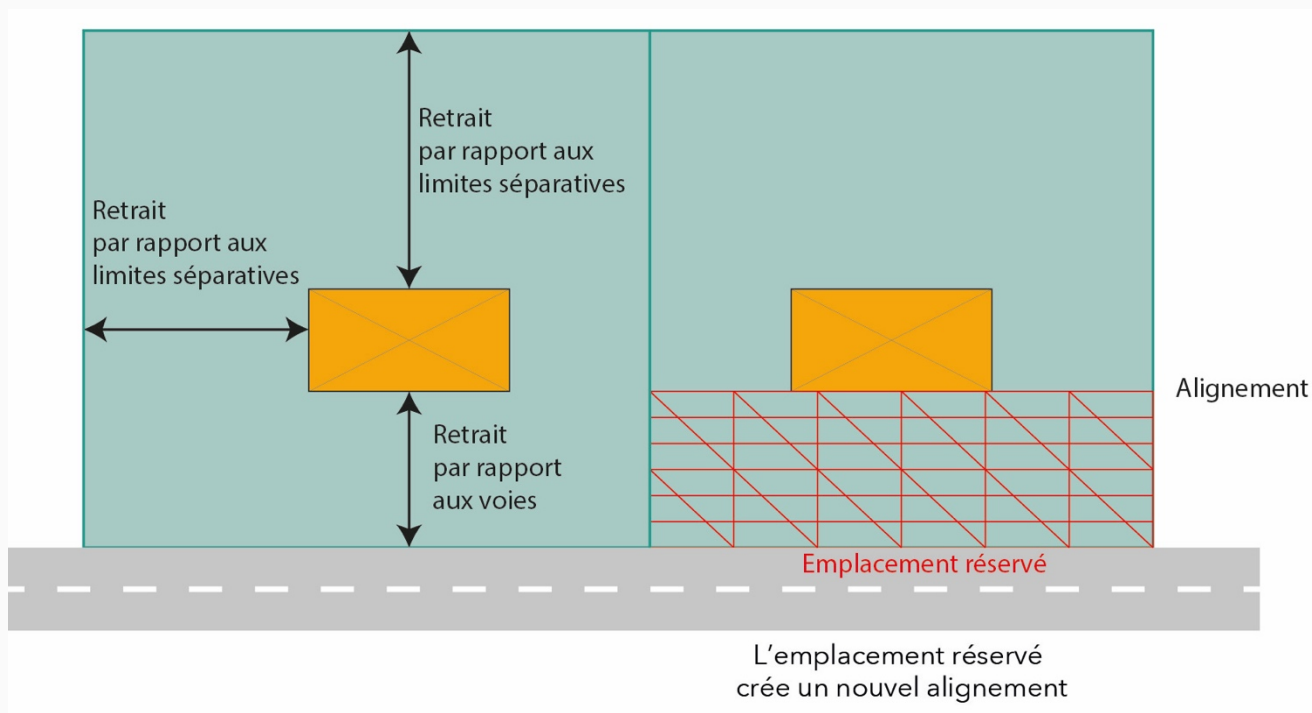 Retrait
par rapport aux
limites séparatives
Retrait
par rapport aux
limites séparatives
Retrait
par rapport
aux voies
Alignement
Emplacement réservé
L'emplacement réservé
crée un nouvel alignement